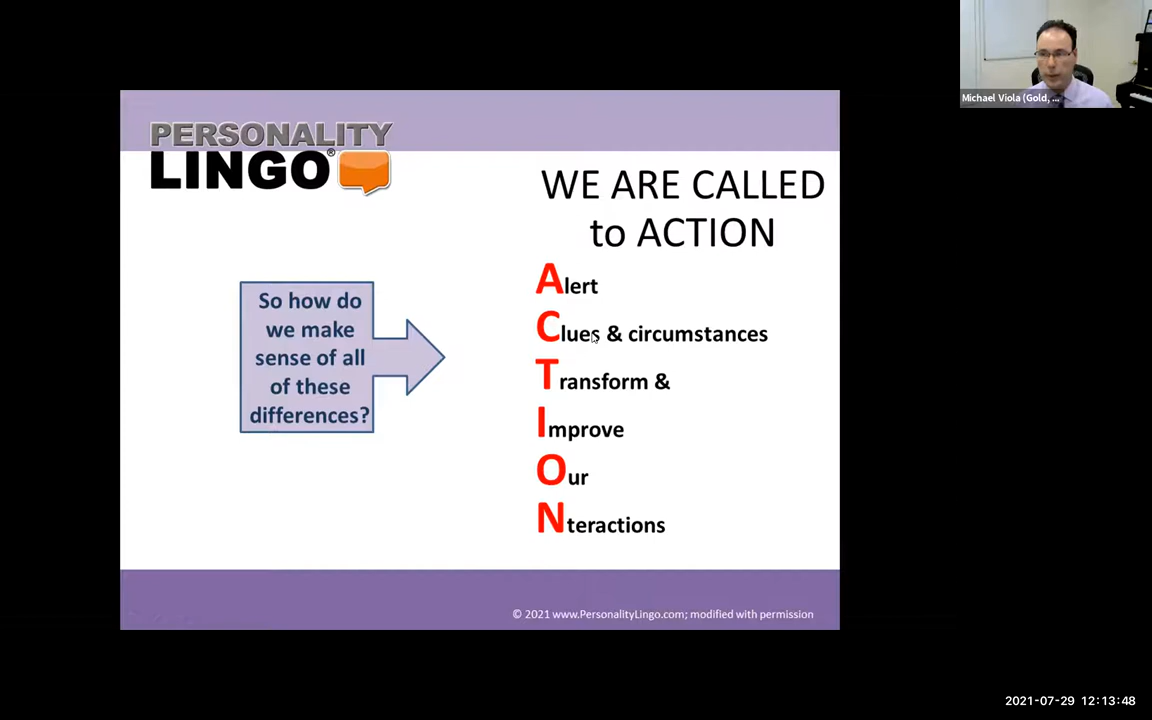 Michael Viola (Gold, ...
PERSONALITY
LINGO®
WE ARE CALLED
to ACTION
So how do
we make
sense of all
of these
differences?
Alert
Clues & circumstances
Transform &
Improve
Our
Nteractions
© 2021 www.PersonalityLingo.com; modified with permission
2021-07-29 12:13:48